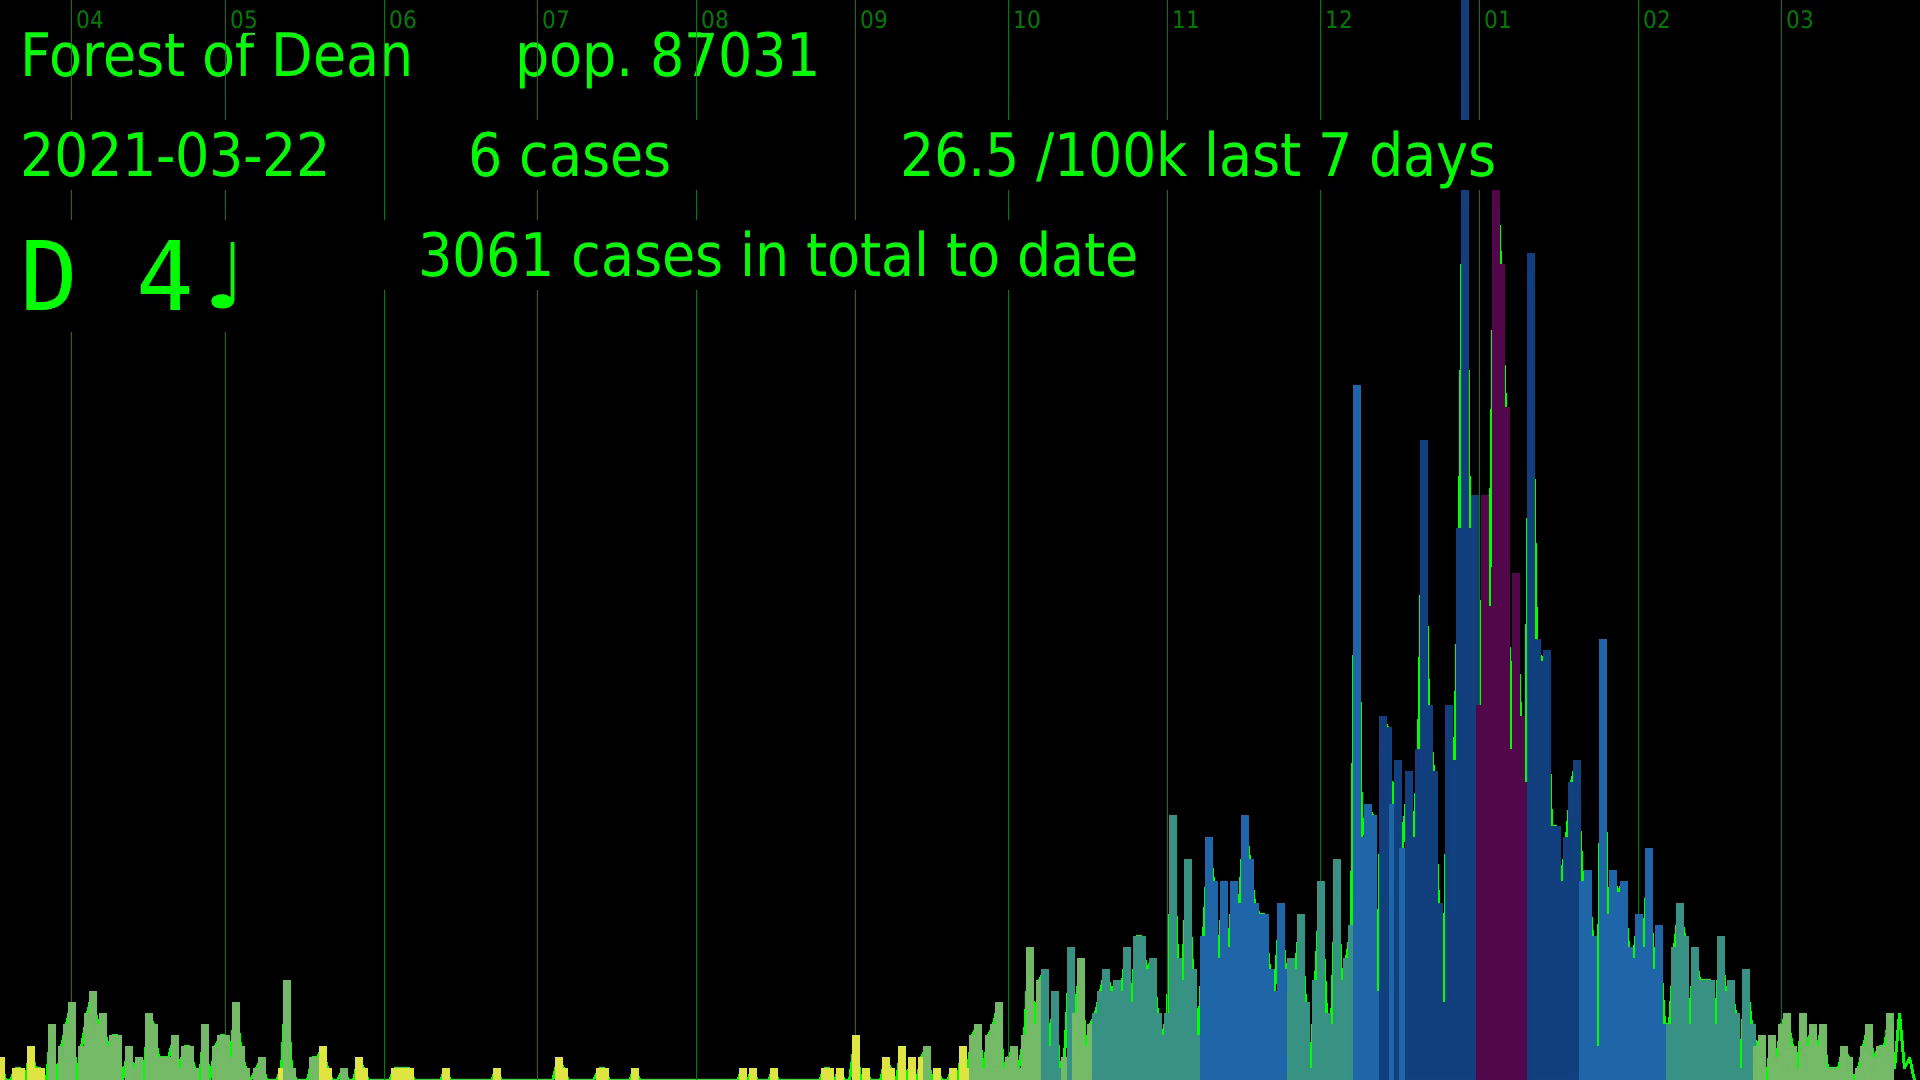 04 05 06 07 08 09 10 11 12 01 02 03
Forest of Dean pop. 87031
2021-03-22 6 cases 26.5 /100k last 7 days
D 4♩ 3061 cases in total to date